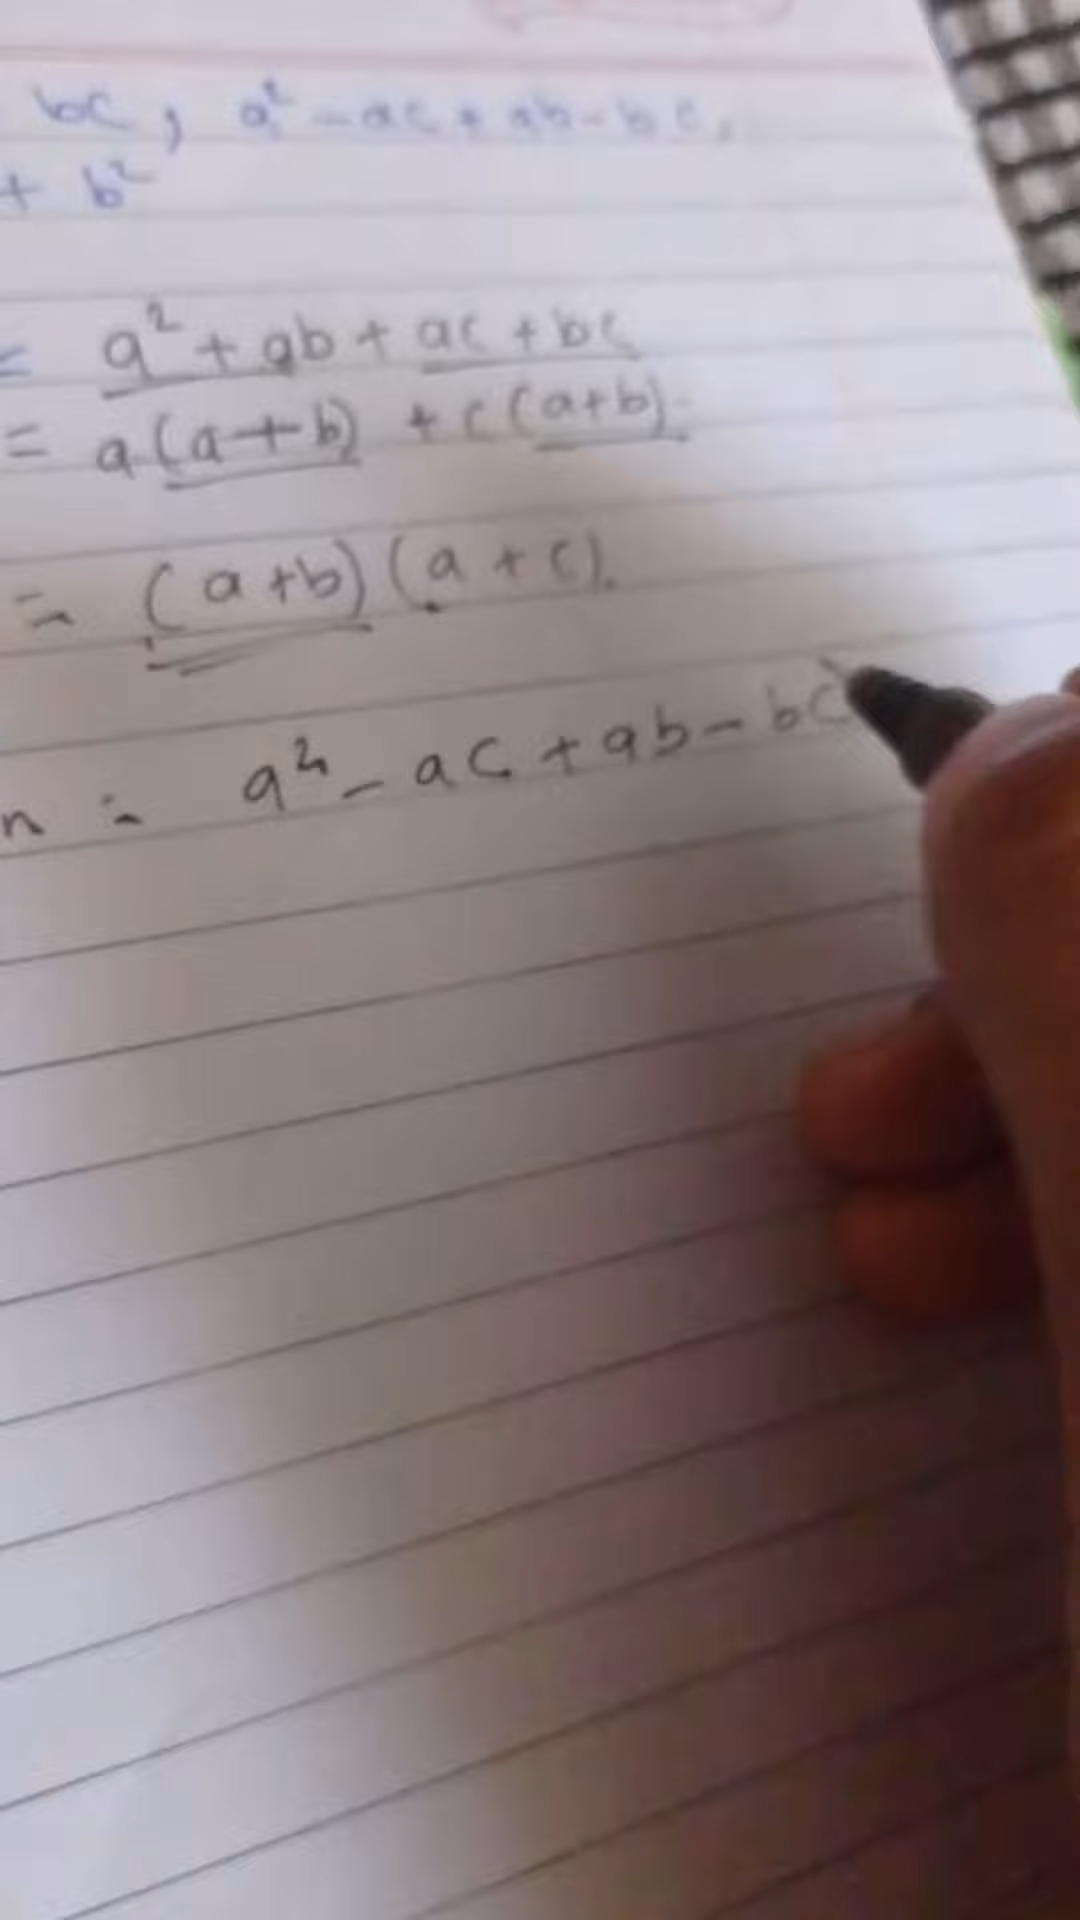 bc, a² - ac + ab - bc,
+ b²
= a² + ab + ac + bc
= a(a+b) + c(a+b).
= (a+b)(a+c).
n = a² - ac + ab - bc